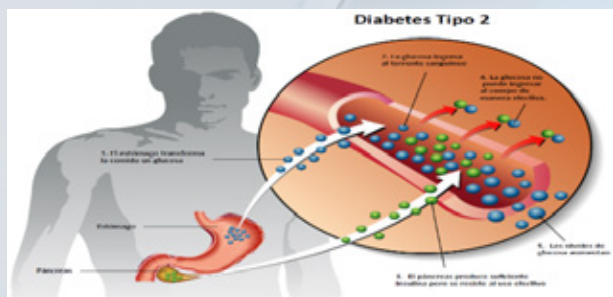 Diabetes Tipo 2
2. La glucosa ingresa
al torrente sanguíneo
4. La glucosa no
puede ingresar
al cuerpo de
manera efectiva.
1. El estómago transforma
la comida en glucosa
Estómago
Páncreas
5. Los niveles de
glucosa aumentan
3. El páncreas produce suficiente
insulina pero se resiste al uso efectivo